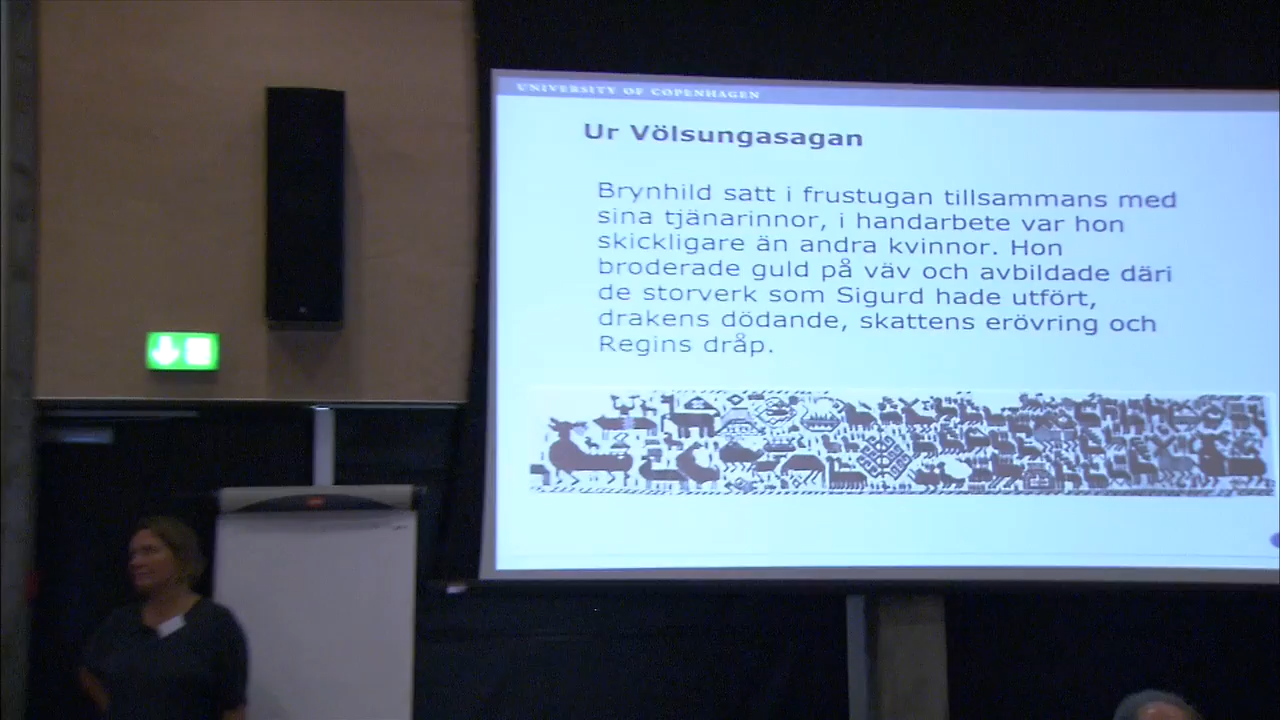 UNIVERSITY OF COPENHAGEN
Ur Völsungasagan
Brynhild satt i frustugan tillsammans med
sina tjänarinnor, i handarbete var hon
skickligare än andra kvinnor. Hon
broderade guld på väv och avbildade däri
de storverk som Sigurd hade utfört,
drakens dödande, skattens erövring och
Regins dråp.